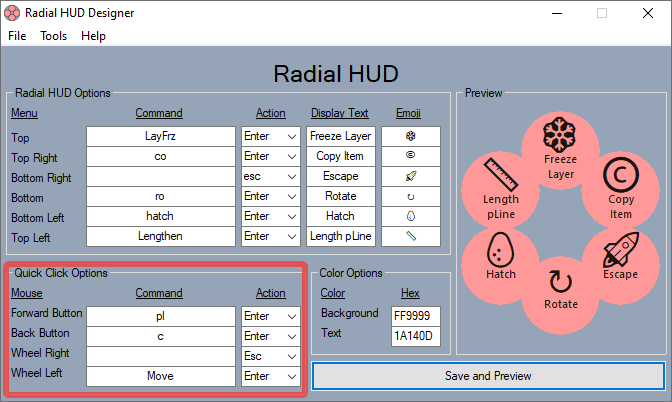 Radial HUD Designer
File Tools Help
Radial HUD
Radial HUD Options
Menu Command Action Display Text Emoji
Top LayFrz Enter Freeze Layer ❄
Top Right co Enter Copy Item ©
Bottom Right esc Escape 🚀
Bottom ro Enter Rotate ↻
Bottom Left hatch Enter Hatch 🥚
Top Left Lengthen Enter Length pLine 📏
Quick Click Options
Mouse Command Action
Forward Button pl Enter
Back Button c Enter
Wheel Right Esc
Wheel Left Move Enter
Color Options
Color Hex
Background FF9999
Text 1A140D
Save and Preview
Preview
Freeze
Layer
Length
pLine
©
Copy
Item
Hatch
Escape
↻
Rotate